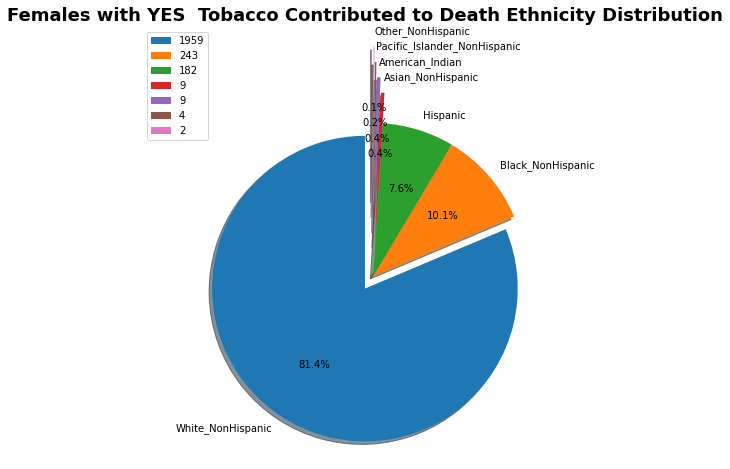 Females with YES  Tobacco Contributed to Death Ethnicity Distribution
1959
243
182
9
9
4
2
Other_NonHispanic
Pacific_Islander_NonHispanic
American_Indian
Asian_NonHispanic
Hispanic
Black_NonHispanic
White_NonHispanic
0.1%
0.2%
0.4%
0.4%
7.6%
10.1%
81.4%